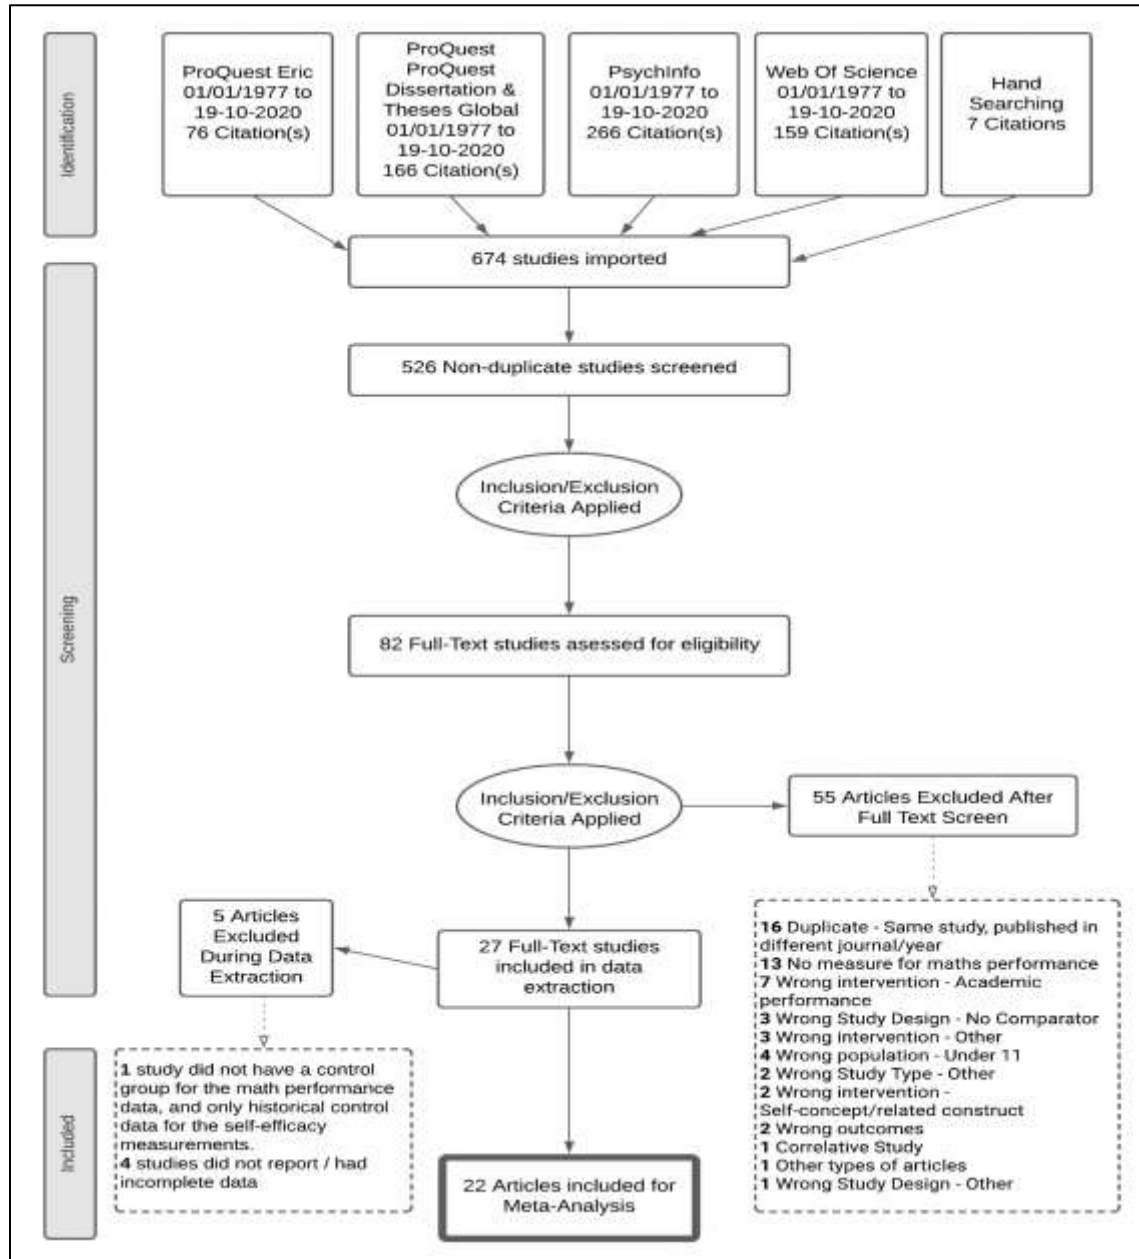 Identification
ProQuest Eric
01/01/1977 to
19-10-2020
76 Citation(s)
ProQuest
ProQuest
Dissertation &
Theses Global
01/01/1977 to
19-10-2020
166 Citation(s)
PsychInfo
01/01/1977 to
19-10-2020
266 Citation(s)
Web Of Science
01/01/1977 to
19-10-2020
159 Citation(s)
Hand
Searching
7 Citations
674 studies imported
Screening
526 Non-duplicate studies screened
Inclusion/Exclusion
Criteria Applied
82 Full-Text studies asessed for eligibility
Inclusion/Exclusion
Criteria Applied
55 Articles Excluded After
Full Text Screen
16 Duplicate - Same study, published in
different journal/year
13 No measure for maths performance
7 Wrong intervention - Academic
performance
3 Wrong Study Design - No Comparator
3 Wrong intervention - Other
4 Wrong population - Under 11
2 Wrong Study Type - Other
2 Wrong intervention -
Self-concept/related construct
2 Wrong outcomes
1 Correlative Study
1 Other types of articles
1 Wrong Study Design - Other
27 Full-Text studies
included in data
extraction
5 Articles
Excluded
During Data
Extraction
1 study did not have a control
group for the math performance
data, and only historical control
data for the self-efficacy
measurements.
4 studies did not report / had
incomplete data
Included
22 Articles included for
Meta-Analysis